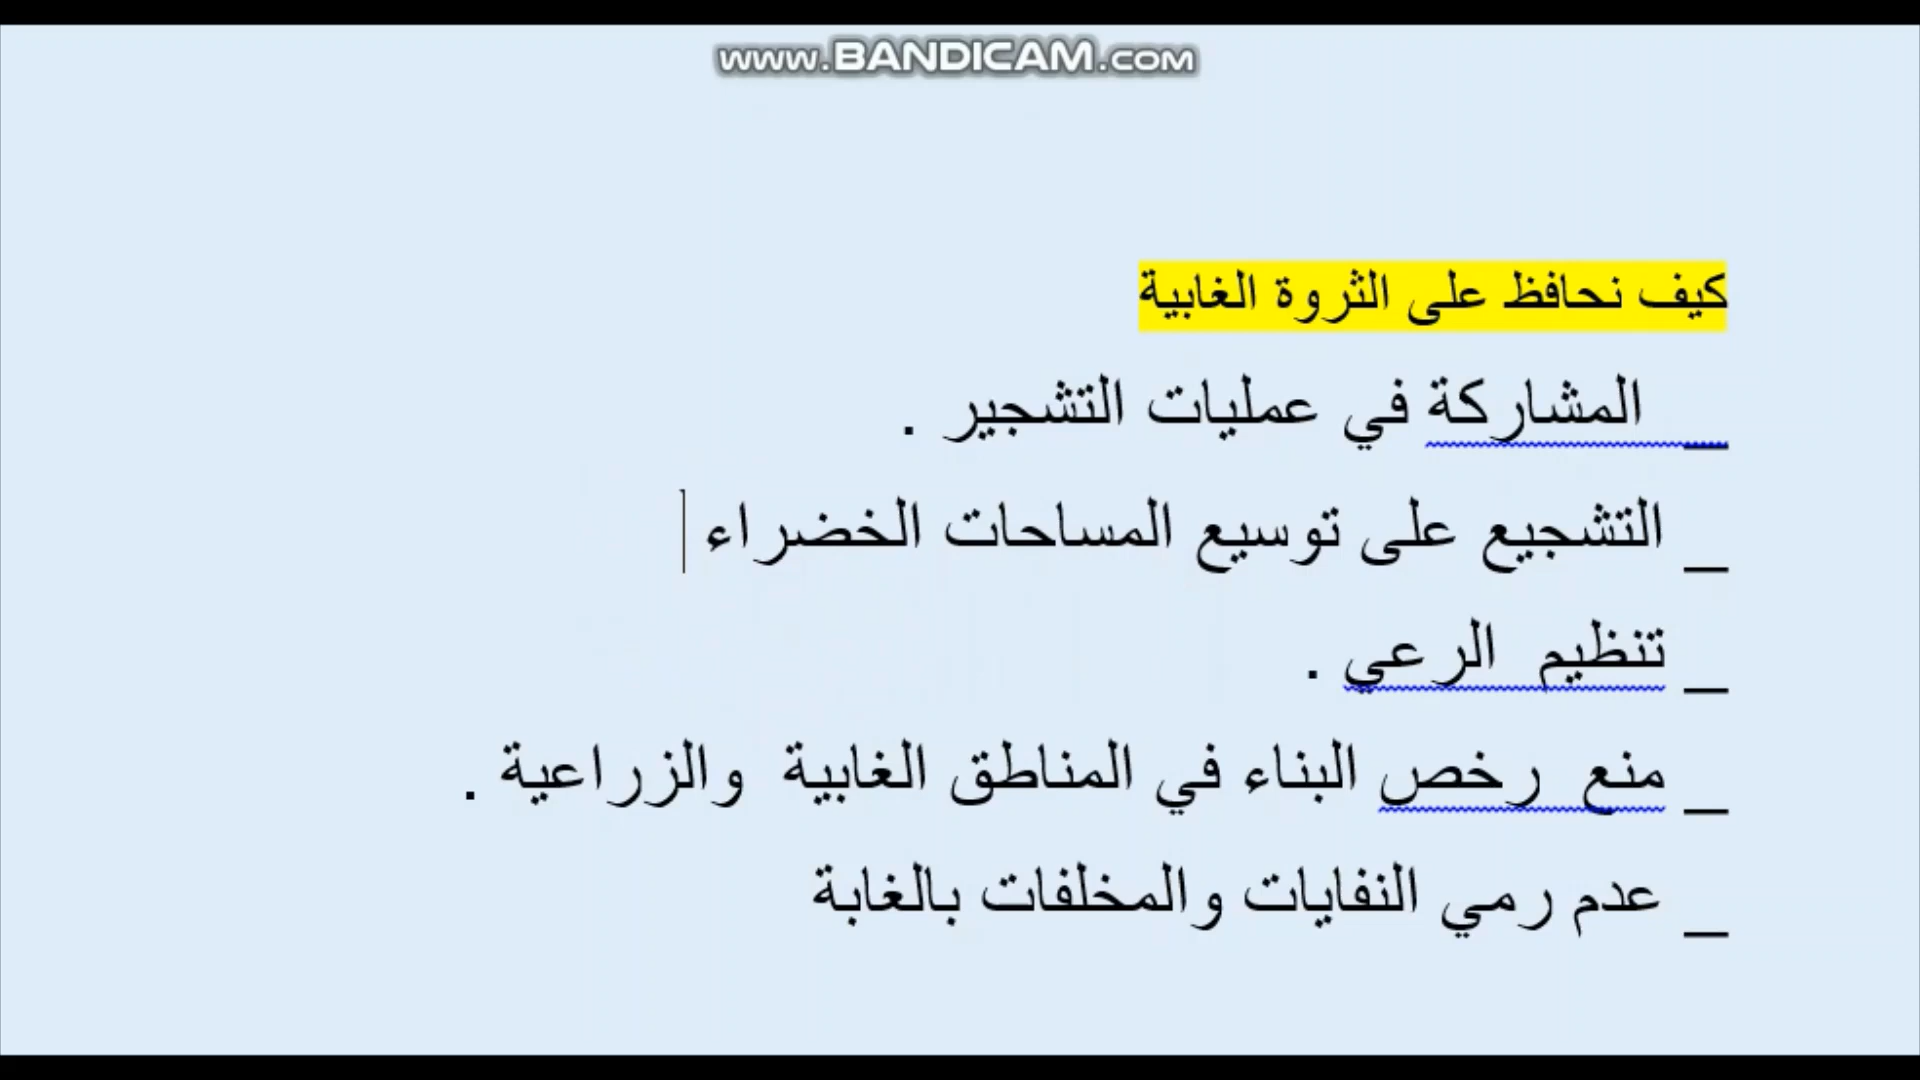 www.BANDICAM.com
كيف نحافظ على الثروة الغابية
_ المشاركة في عمليات التشجير .
_ التشجيع على توسيع المساحات الخضراء
_ تنظيم الرعي .
_ منع رخص البناء في المناطق الغابية والزراعية .
_ عدم رمي النفايات والمخلفات بالغابة